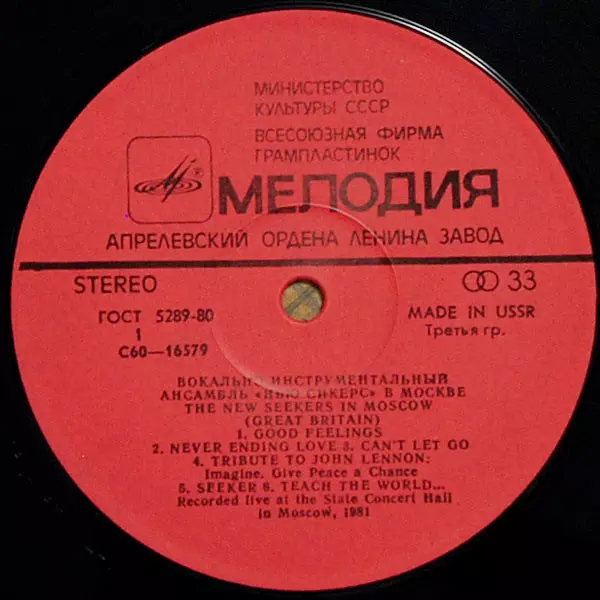 МИНИСТЕРСТВО
КУЛЬТУРЫ СССР
ВСЕСОЮЗНАЯ ФИРМА
ГРАМПЛАСТИНОК
МЕЛОДИЯ
АПРЕЛЕВСКИЙ ОРДЕНА ЛЕНИНА ЗАВОД
STEREO 33
ГОСТ 5289-80 MADE IN USSR
1 Третья гр.
С60—16579
ВОКАЛЬНО-ИНСТРУМЕНТАЛЬНЫЙ
АНСАМБЛЬ «НЬЮ СИКЕРС» В МОСКВЕ
THE NEW SEEKERS IN MOSCOW
(GREAT BRITAIN)
1. GOOD FEELINGS
2. NEVER ENDING LOVE 3. CAN'T LET GO
4. TRIBUTE TO JOHN LENNON:
Imagine. Give Peace a Chance
5. SEEKER 6. TEACH THE WORLD...
Recorded live at the State Concert Hall
in Moscow, 1981